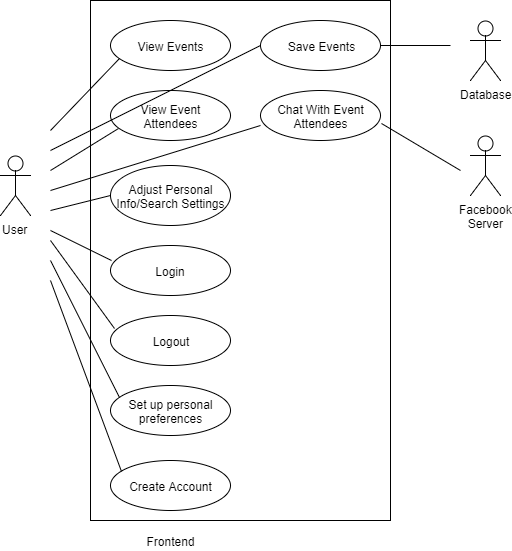 View Events
Save Events
Database
View Event
Attendees
Chat With Event
Attendees
Facebook
Server
User
Adjust Personal
Info/Search Settings
Login
Logout
Set up personal
preferences
Create Account
Frontend